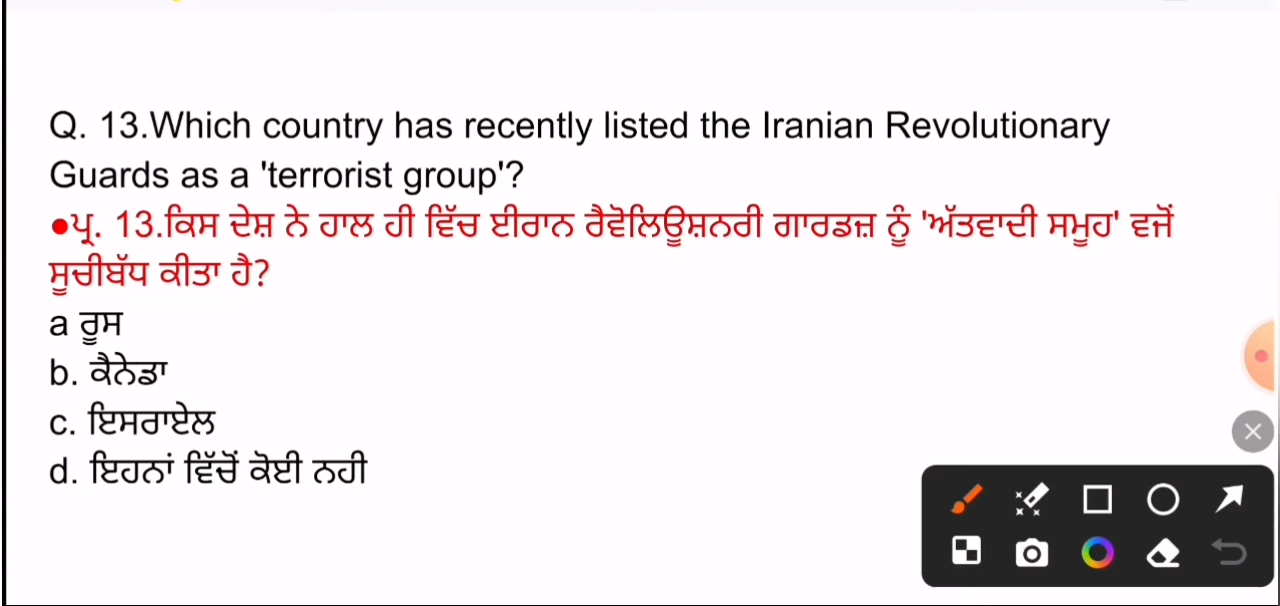 Q. 13.Which country has recently listed the Iranian Revolutionary
Guards as a 'terrorist group'?
●ਪ੍ਰ. 13.ਕਿਸ ਦੇਸ਼ ਨੇ ਹਾਲ ਹੀ ਵਿੱਚ ਈਰਾਨ ਰੈਵੋਲਿਊਸ਼ਨਰੀ ਗਾਰਡਜ਼ ਨੂੰ 'ਅੱਤਵਾਦੀ ਸਮੂਹ' ਵਜੋਂ
ਸੂਚੀਬੱਧ ਕੀਤਾ ਹੈ?
a ਰੂਸ
b. ਕੈਨੇਡਾ
c. ਇਸਰਾਏਲ
d. ਇਹਨਾਂ ਵਿੱਚੋਂ ਕੋਈ ਨਹੀ